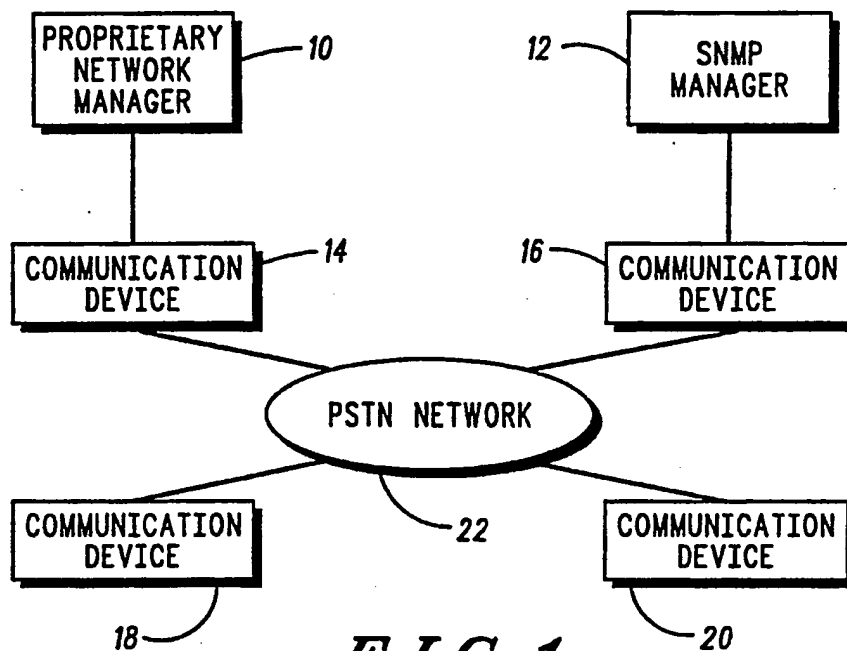 PROPRIETARY
NETWORK
MANAGER
10
12
SNMP
MANAGER
COMMUNICATION
DEVICE
14
16
COMMUNICATION
DEVICE
PSTN NETWORK
22
COMMUNICATION
DEVICE
18
COMMUNICATION
DEVICE
20
FIG. 1